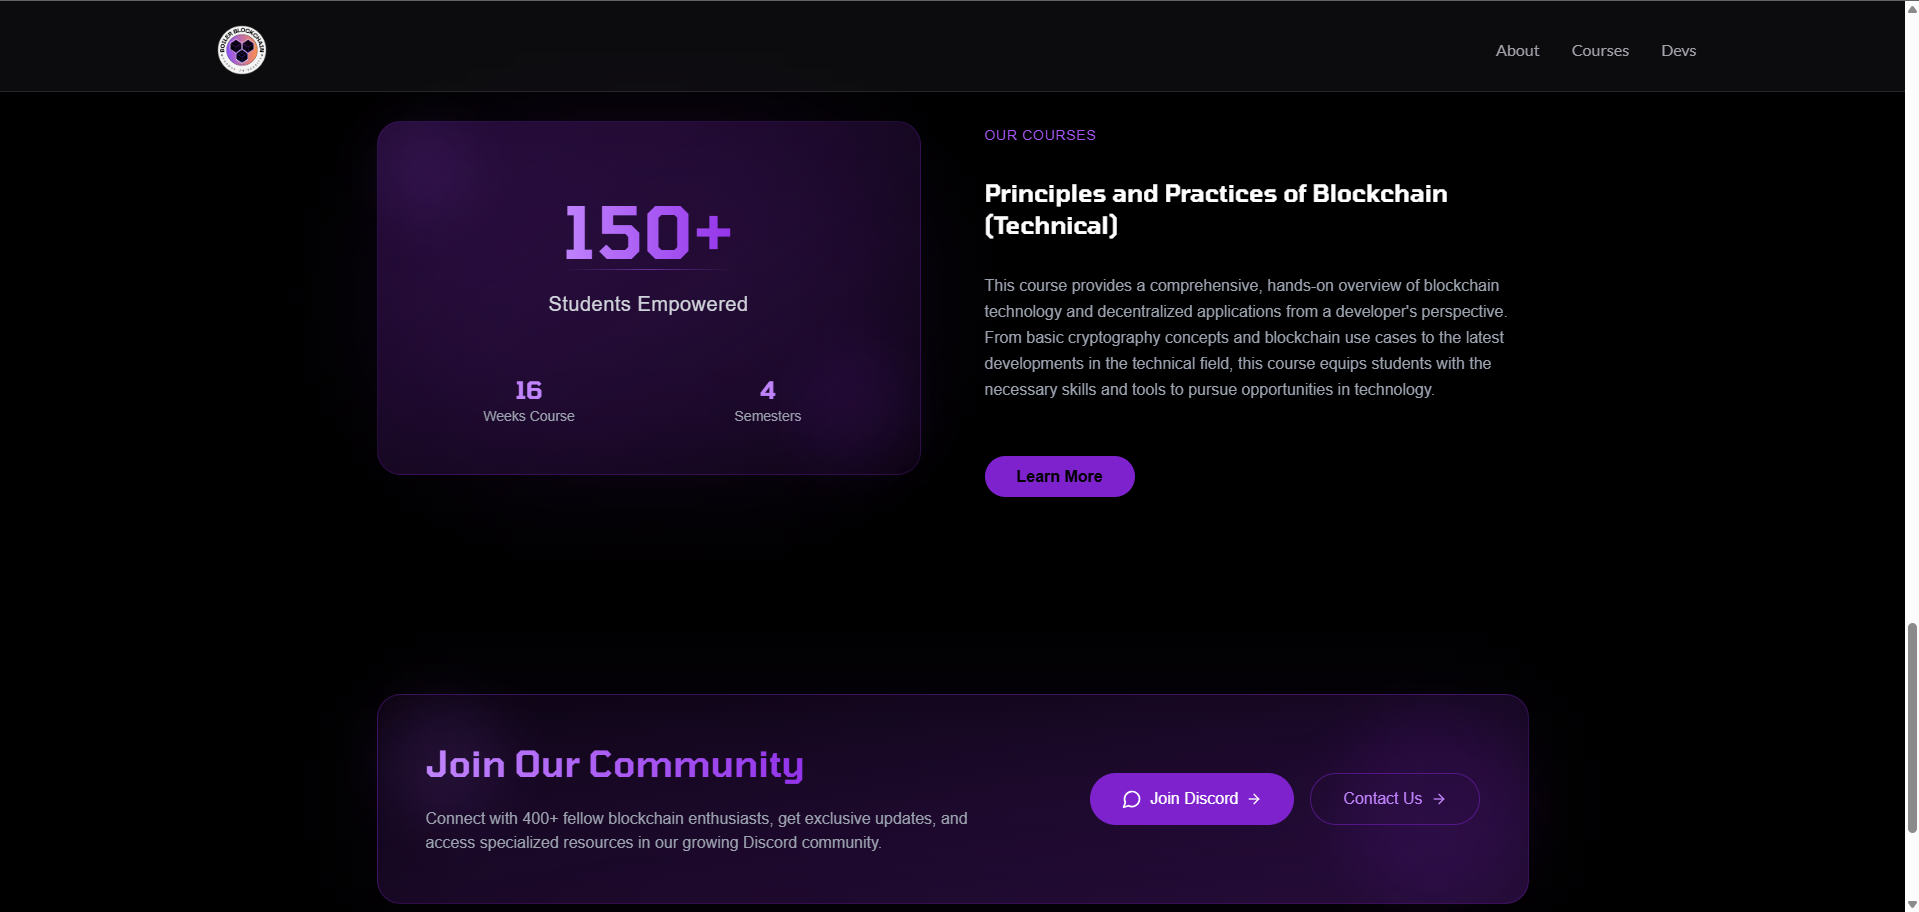 BOILER BLOCKCHAIN
About
Courses
Devs
150+
Students Empowered
16
Weeks Course
4
Semesters
OUR COURSES
Principles and Practices of Blockchain
(Technical)
This course provides a comprehensive, hands-on overview of blockchain
technology and decentralized applications from a developer's perspective.
From basic cryptography concepts and blockchain use cases to the latest
developments in the technical field, this course equips students with the
necessary skills and tools to pursue opportunities in technology.
Learn More
Join Our Community
Connect with 400+ fellow blockchain enthusiasts, get exclusive updates, and
access specialized resources in our growing Discord community.
Join Discord →
Contact Us →